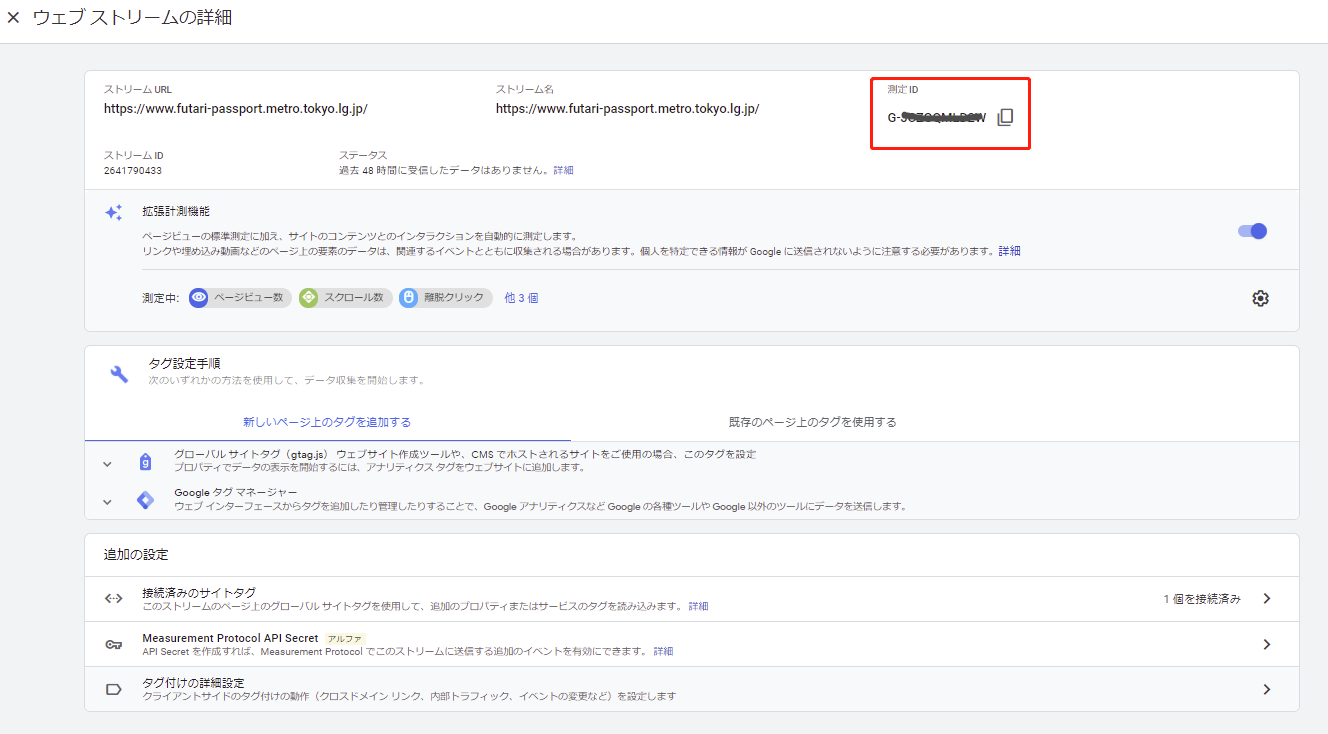 ウェブ ストリームの詳細
ストリーム URL
https://www.futari-passport.metro.tokyo.lg.jp/
ストリーム名
https://www.futari-passport.metro.tokyo.lg.jp/
測定 ID
G-
ストリーム ID
2641790433
ステータス
過去 48 時間に受信したデータはありません。詳細
拡張計測機能
ページビューの標準測定に加え、サイトのコンテンツとのインタラクションを自動的に測定します。
リンクや埋め込み動画などのページ上の要素のデータは、関連するイベントとともに収集される場合があります。個人を特定できる情報が Google に送信されないように注意する必要があります。詳細
測定中: ページビュー数 スクロール数 離脱クリック 他 3 個
タグ設定手順
次のいずれかの方法を使用して、データ収集を開始します。
新しいページ上のタグを追加する
既存のページ上のタグを使用する
グローバル サイトタグ（gtag.js） ウェブサイト作成ツールや、CMS でホストされるサイトをご使用の場合、このタグを設定
プロパティでデータの表示を開始するには、アナリティクス タグをウェブサイトに追加します。
Google タグ マネージャー
ウェブ インターフェースからタグを追加したり管理したりすることで、Google アナリティクスなど Google の各種ツールや Google 以外のツールにデータを送信します。
追加の設定
接続済みのサイトタグ
このストリームのページ上のグローバル サイトタグを使用して、追加のプロパティまたはサービスのタグを読み込みます。 詳細
1 個を接続済み
Measurement Protocol API Secret アルファ
API Secret を作成すれば、Measurement Protocol でこのストリームに送信する追加のイベントを有効にできます。 詳細
タグ付けの詳細設定
クライアントサイドのタグ付けの動作（クロスドメイン リンク、内部トラフィック、イベントの変更など）を設定します